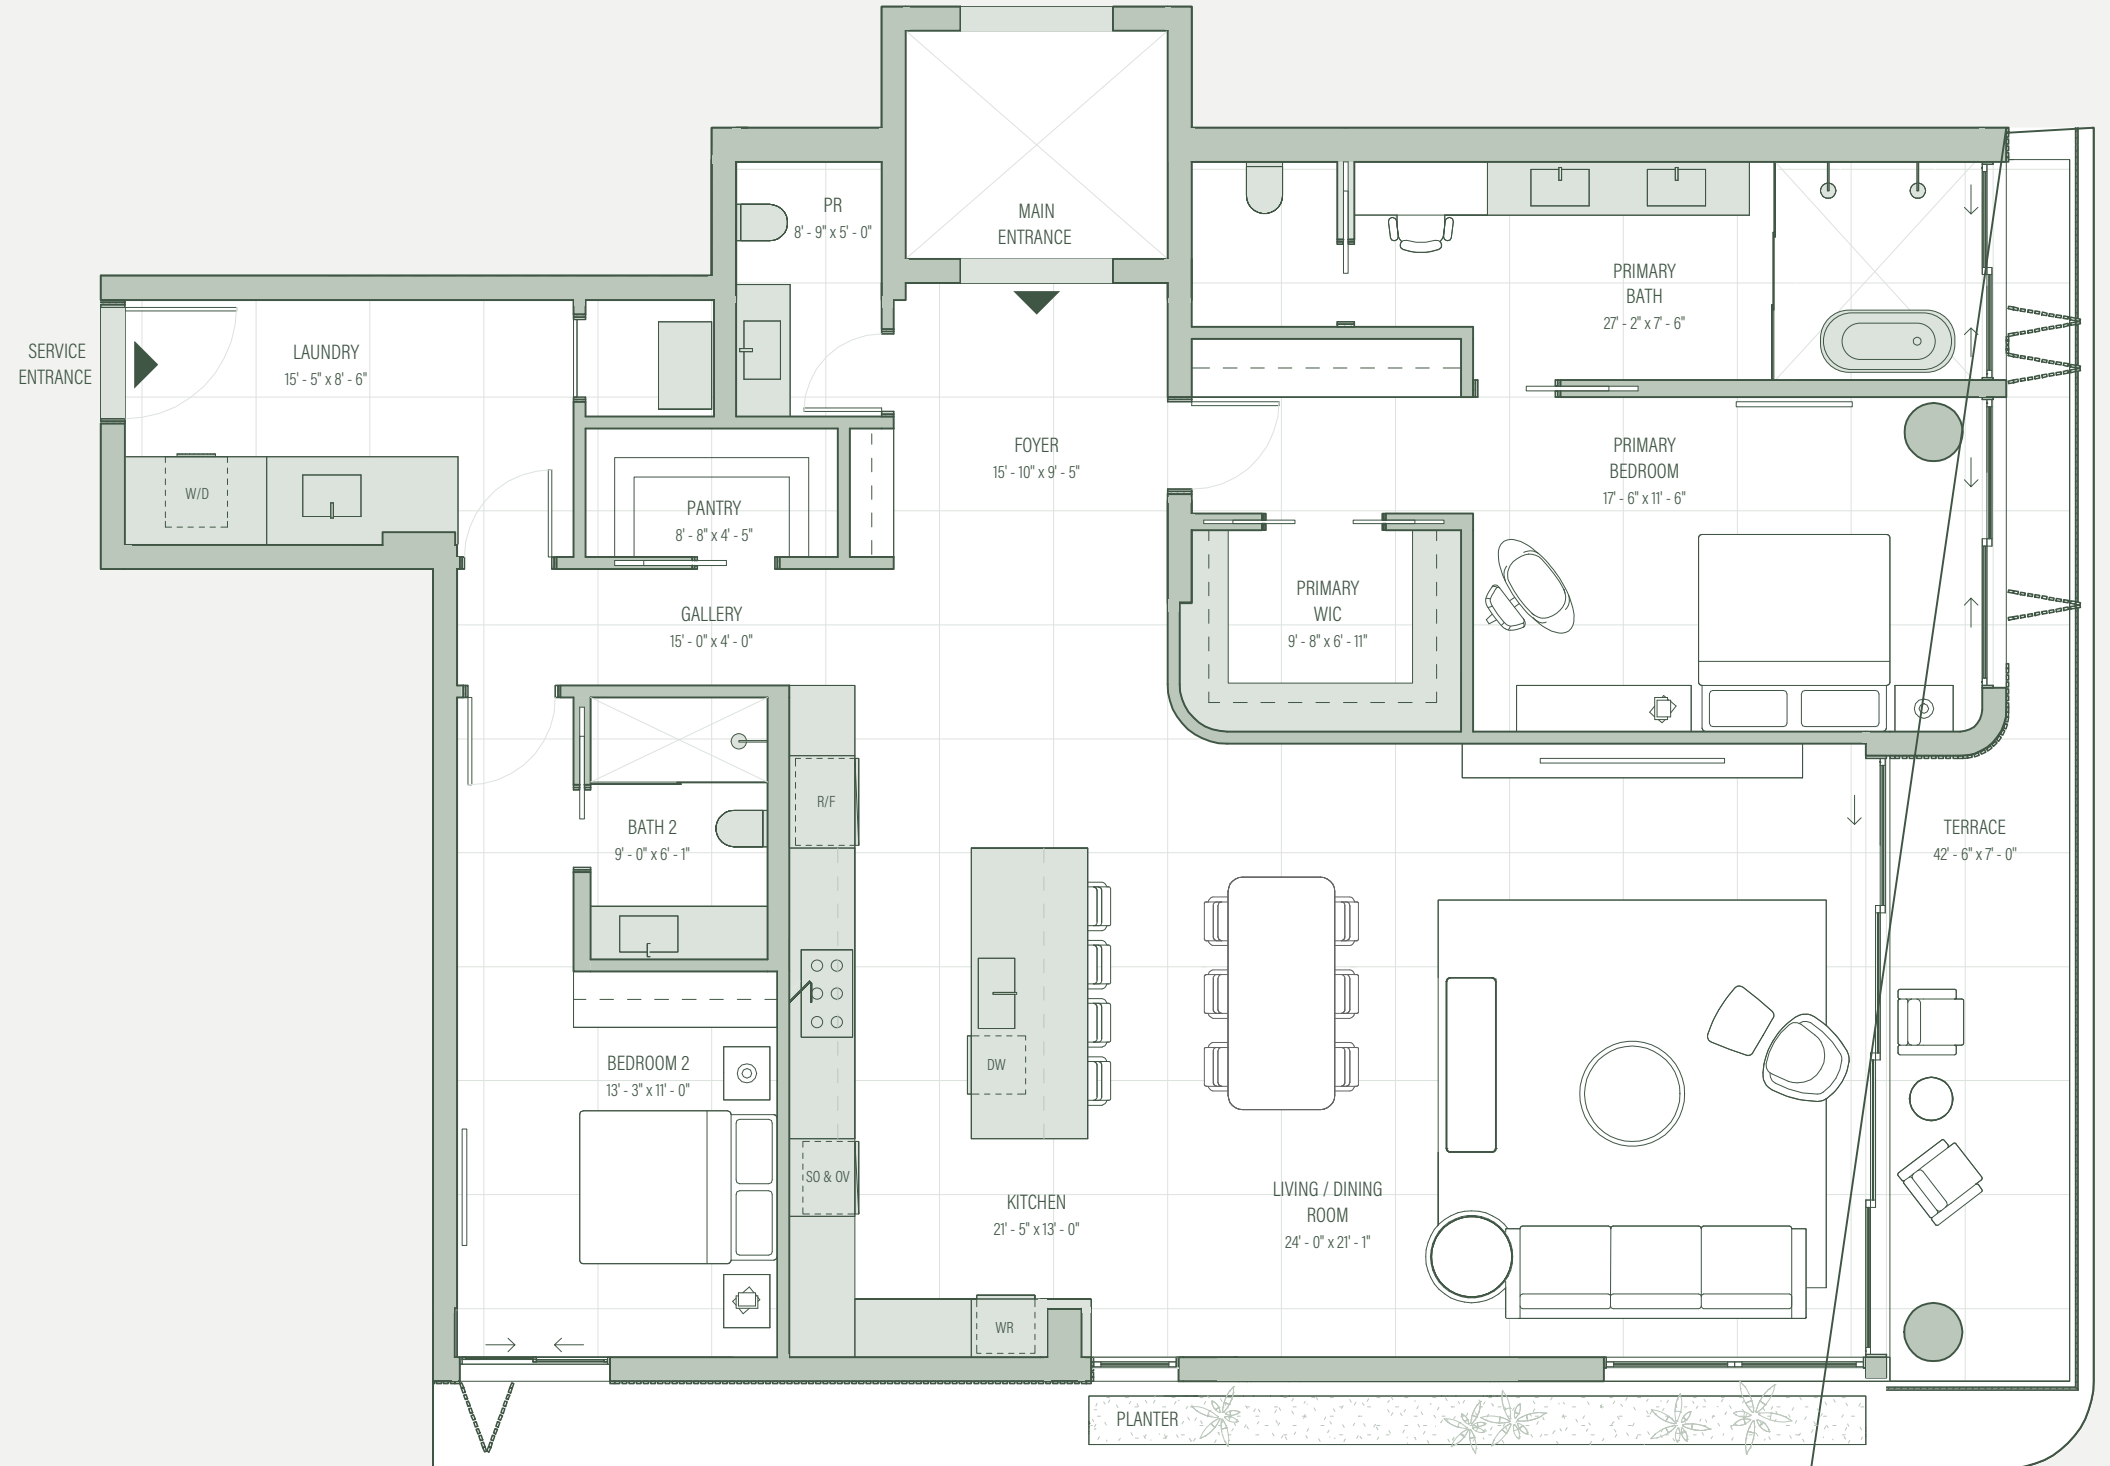 MAIN
ENTRANCE
PR
8' - 9" x 5' - 0"
PRIMARY
BATH
27' - 2" x 7' - 6"
SERVICE
ENTRANCE
LAUNDRY
15' - 5" x 8' - 6"
W/D
PANTRY
8' - 8" x 4' - 5"
FOYER
15' - 10" x 9' - 5"
PRIMARY
BEDROOM
17' - 6" x 11' - 6"
GALLERY
15' - 0" x 4' - 0"
PRIMARY
WIC
9' - 8" x 6' - 11"
R/F
BATH 2
9' - 0" x 6' - 1"
TERRACE
42' - 6" x 7' - 0"
BEDROOM 2
13' - 3" x 11' - 0"
DW
SO & OV
KITCHEN
21' - 5" x 13' - 0"
LIVING / DINING
ROOM
24' - 0" x 21' - 1"
WR
PLANTER